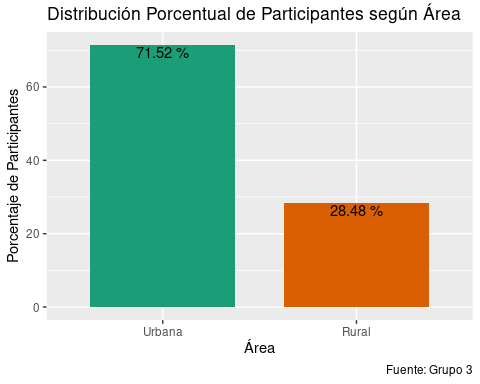 Distribución Porcentual de Participantes según Área
Porcentaje de Participantes
60
40
20
0
71.52 %
28.48 %
Urbana
Rural
Área
Fuente: Grupo 3